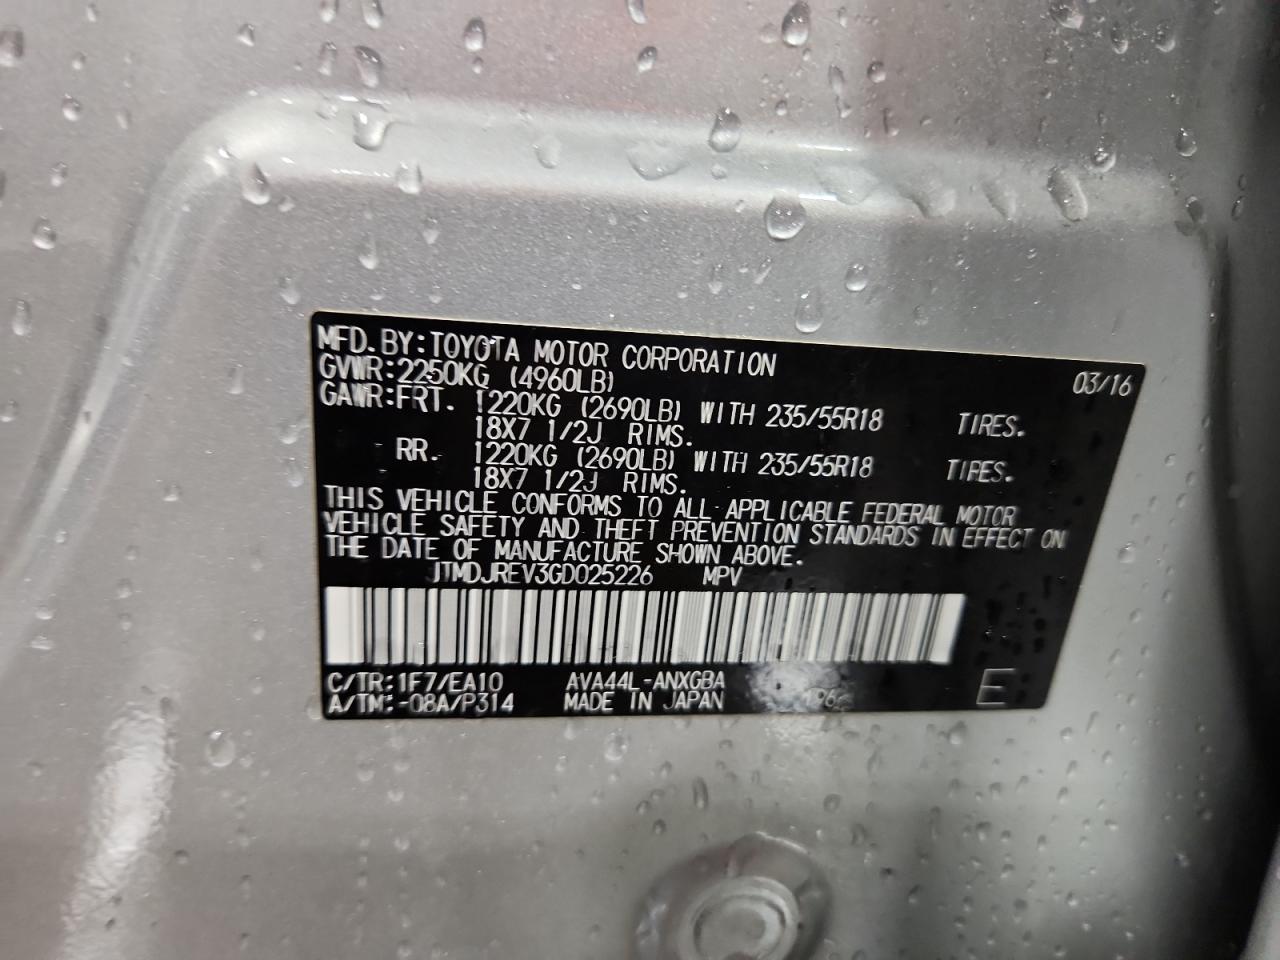 MFD. BY: TOYOTA MOTOR CORPORATION 03/16
GVWR: 2250KG (4960LB)
GAWR: FRT. 1220KG (2690LB) WITH 235/55R18 TIRES.
18X7 1/2J RIMS.
RR. 1220KG (2690LB) WITH 235/55R18 TIRES.
18X7 1/2J RIMS.
THIS VEHICLE CONFORMS TO ALL APPLICABLE FEDERAL MOTOR
VEHICLE SAFETY AND THEFT PREVENTION STANDARDS IN EFFECT ON
THE DATE OF MANUFACTURE SHOWN ABOVE.
JTMDJREV3GD025226 MPV
C/TR: 1F7/EA10 AVA44L-ANXGBA
A/TM: -08A/P314 MADE IN JAPAN E